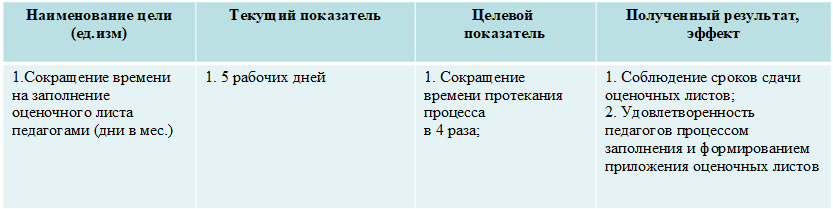 Наименование цели
(ед.изм)
Текущий показатель
Целевой
показатель
Полученный результат,
эффект
1.Сокращение времени
на заполнение
оценочного листа
педагогами (дни в мес.)
1. 5 рабочих дней
1. Сокращение
времени протекания
процесса
в 4 раза;
1. Соблюдение сроков сдачи
оценочных листов;
2. Удовлетворенность
педагогов процессом
заполнения и формированием
приложения оценочных листов